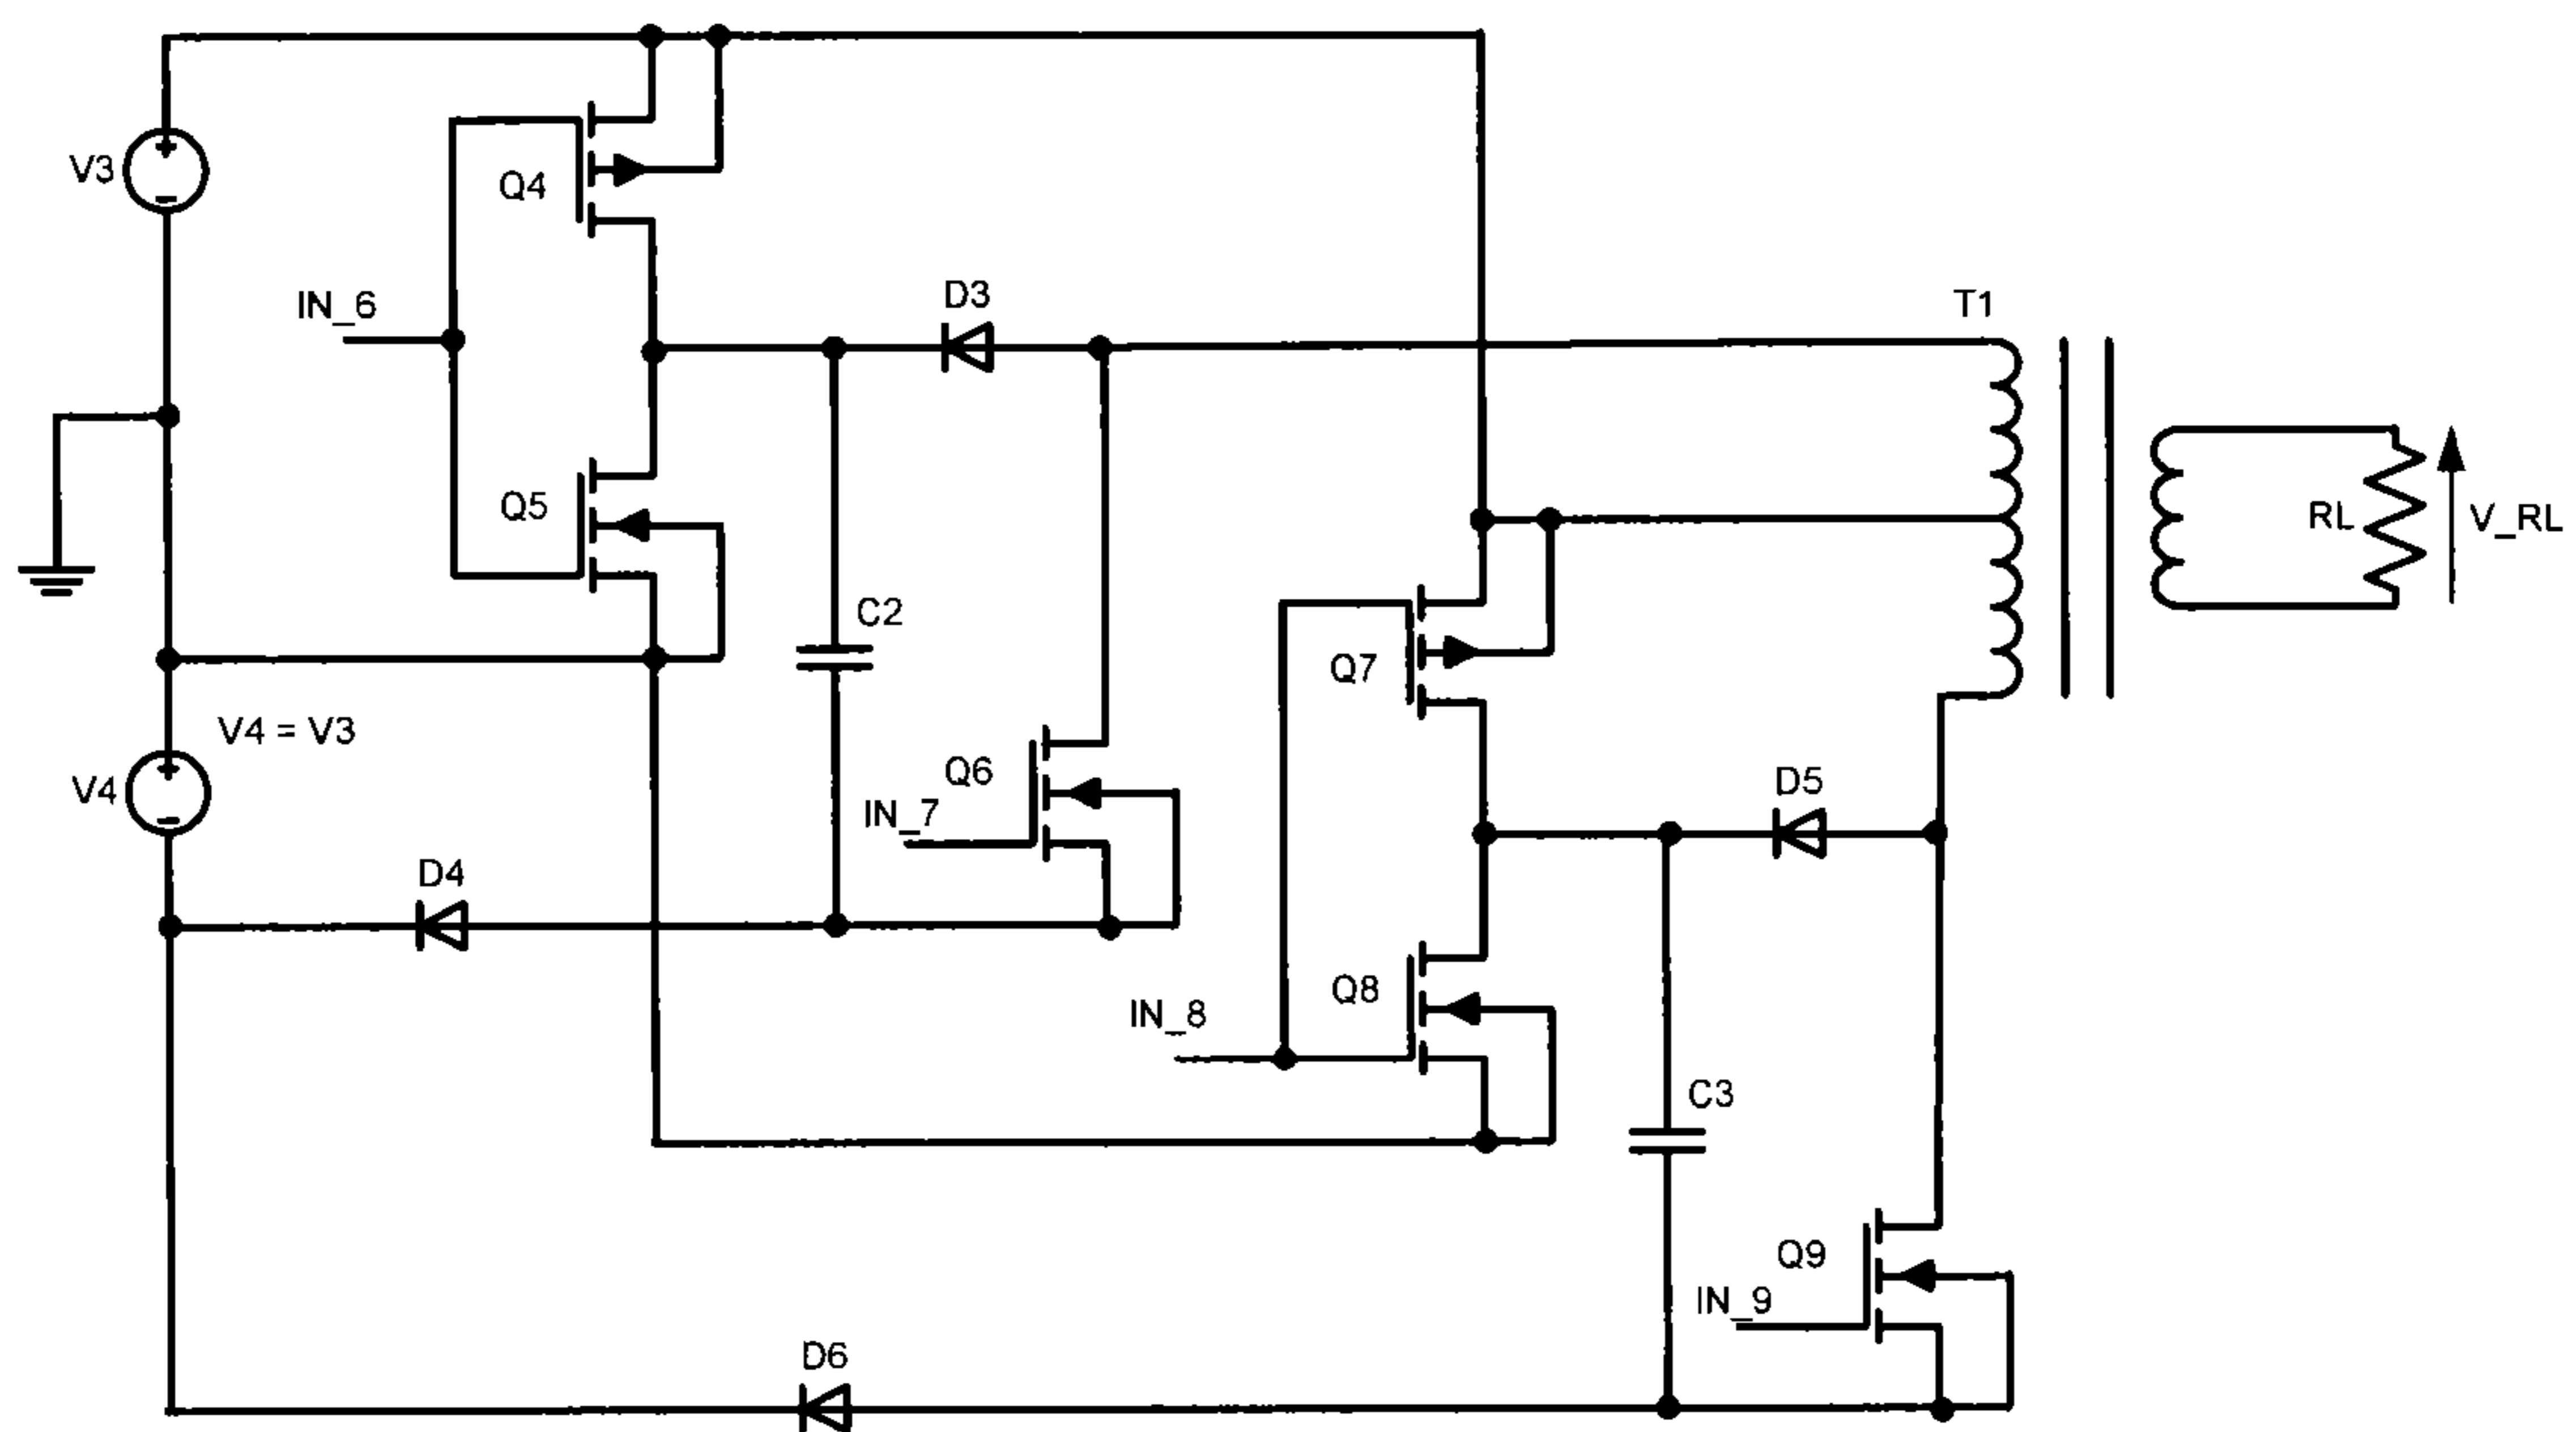 V3
Q4
IN_6
D3
T1
Q5
C2
RL
V_RL
Q7
V4 = V3
V4
Q6
IN_7
D5
D4
Q8
IN_8
C3
Q9
IN_9
D6